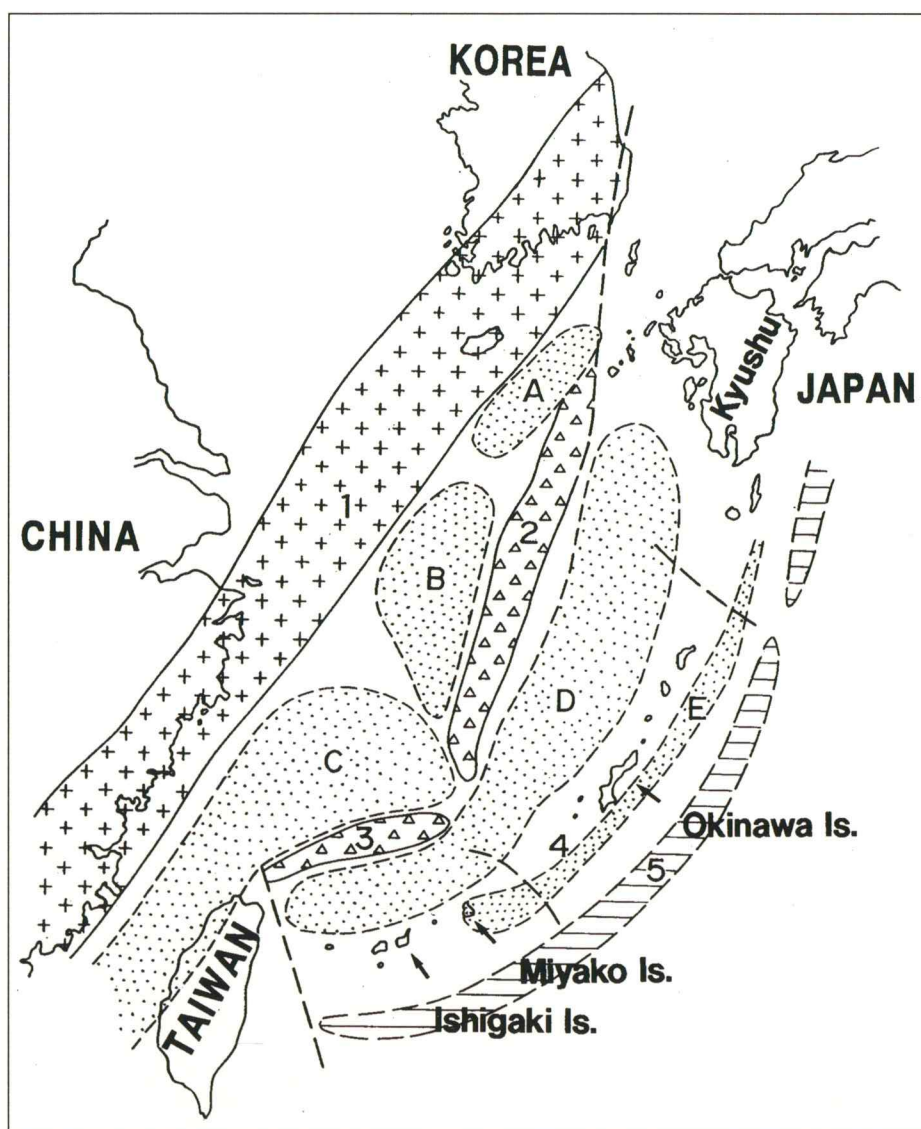 KOREA
Kyushu
JAPAN
A
1
2
CHINA
B
D
E
C
3
4
Okinawa Is.
5
Miyako Is.
TAIWAN
Ishigaki Is.